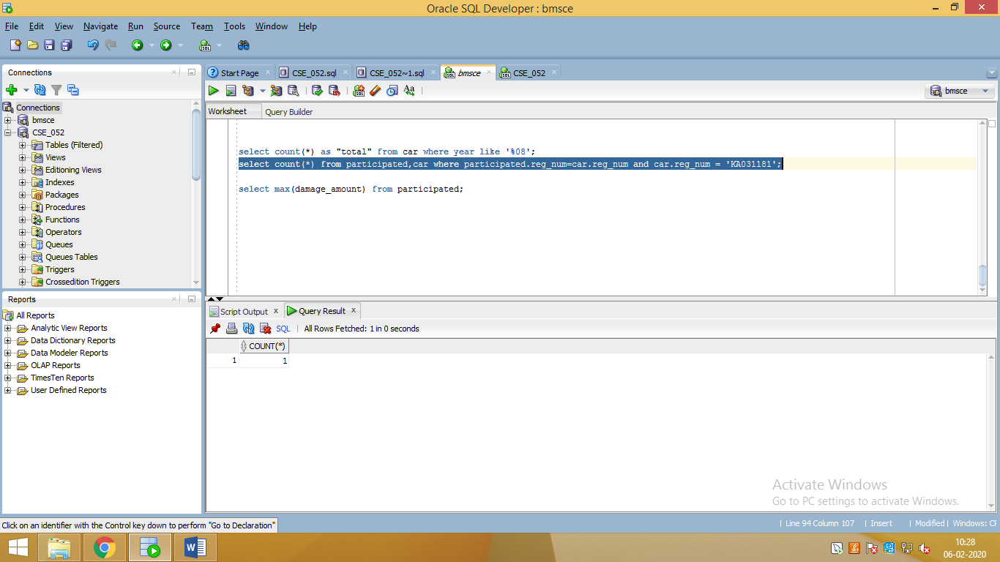 Oracle SQL Developer : bmsce
File Edit View Navigate Run Source Team Tools Window Help
Connections
Connections
bmsce
CSE_052
Tables (Filtered)
Views
Editioning Views
Indexes
Packages
Procedures
Functions
Operators
Queues
Queues Tables
Triggers
Crossedition Triggers
Reports
All Reports
Analytic View Reports
Data Dictionary Reports
Data Modeler Reports
OLAP Reports
TimesTen Reports
User Defined Reports
Start Page CSE_052.sql CSE_052~1.sql bmsce CSE_052
bmsce
Worksheet Query Builder
select count(*) as "total" from car where year like '%08';
select count(*) from participated,car where participated.reg_num=car.reg_num and car.reg_num = 'KA031181';
select max(damage_amount) from participated;
Script Output Query Result
SQL All Rows Fetched: 1 in 0 seconds
COUNT(*)
1 1
Activate Windows
Go to PC settings to activate Windows.
Click on an identifier with the Control key down to perform "Go to Declaration"
Line 94 Column 107 Insert Modified Windows:
10:28
06-02-2020